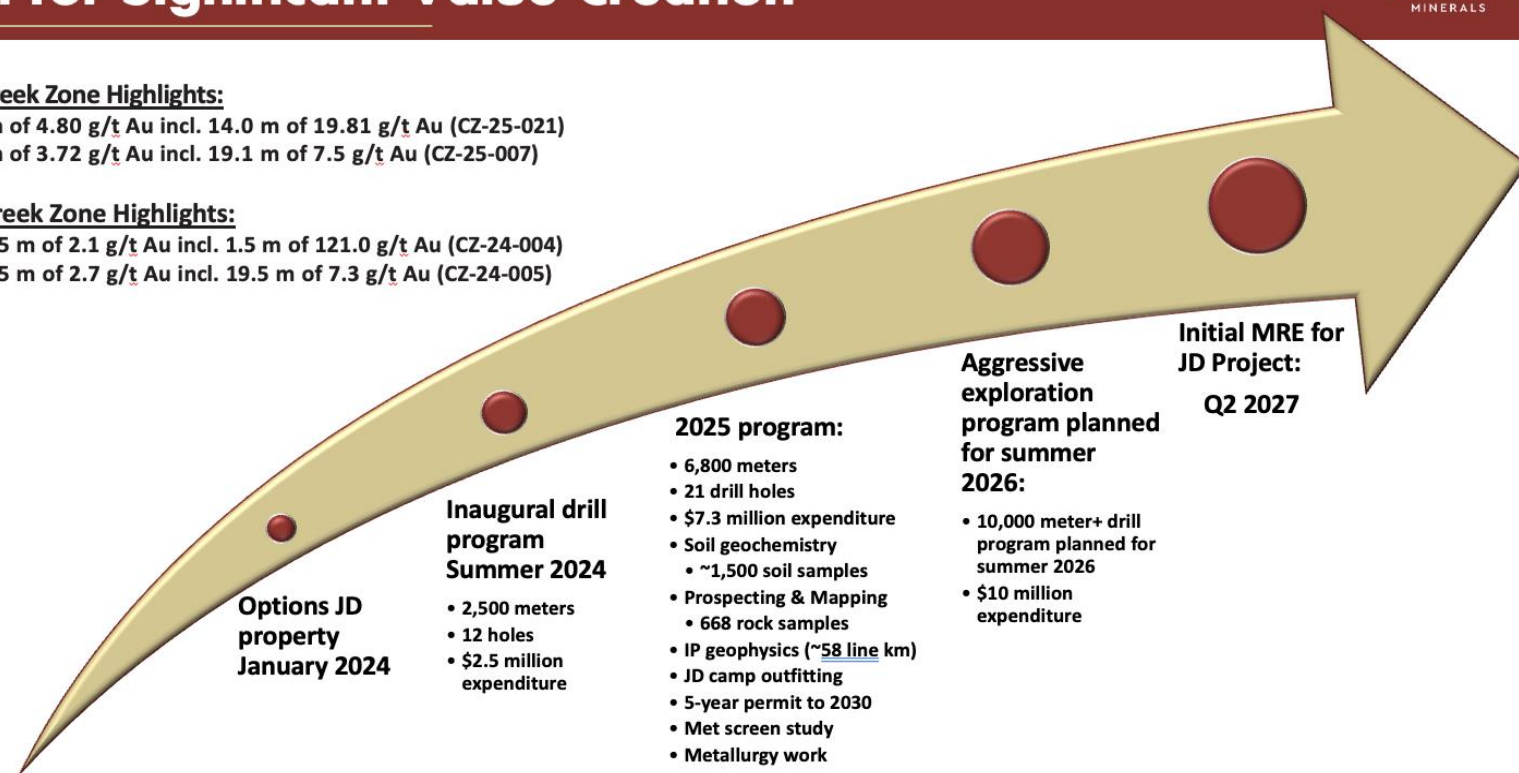 for Value Creation
MINERALS
Zone Highlights:
of 4.80 g/t Au incl. 14.0 m of 19.81 g/t Au (CZ-25-021)
of 3.72 g/t Au incl. 19.1 m of 7.5 g/t Au (CZ-25-007)
Zone Highlights:
m of 2.1 g/t Au incl. 1.5 m of 121.0 g/t Au (CZ-24-004)
m of 2.7 g/t Au incl. 19.5 m of 7.3 g/t Au (CZ-24-005)
Options JD
property
January 2024
Inaugural drill
program
Summer 2024
• 2,500 meters
• 12 holes
• $2.5 million
expenditure
2025 program:
• 6,800 meters
• 21 drill holes
• $7.3 million expenditure
• Soil geochemistry
• ~1,500 soil samples
• Prospecting & Mapping
• 668 rock samples
• IP geophysics (~58 line km)
• JD camp outfitting
• 5-year permit to 2030
• Met screen study
• Metallurgy work
Aggressive
exploration
program planned
for summer
2026:
• 10,000 meter+ drill
program planned for
summer 2026
• $10 million
expenditure
Initial MRE for
JD Project:
Q2 2027